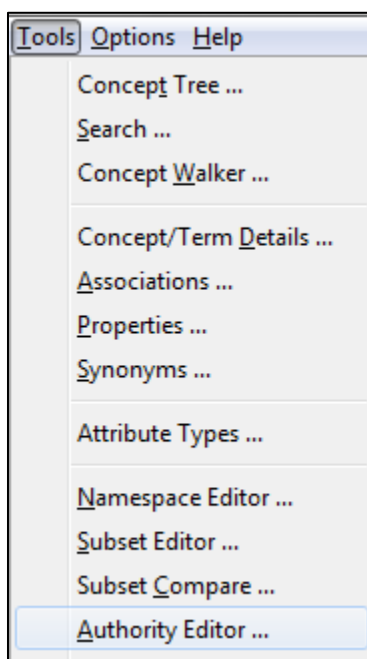 Tools Options Help
Concept Tree ...
Search ...
Concept Walker ...
Concept/Term Details ...
Associations ...
Properties ...
Synonyms ...
Attribute Types ...
Namespace Editor ...
Subset Editor ...
Subset Compare ...
Authority Editor ...